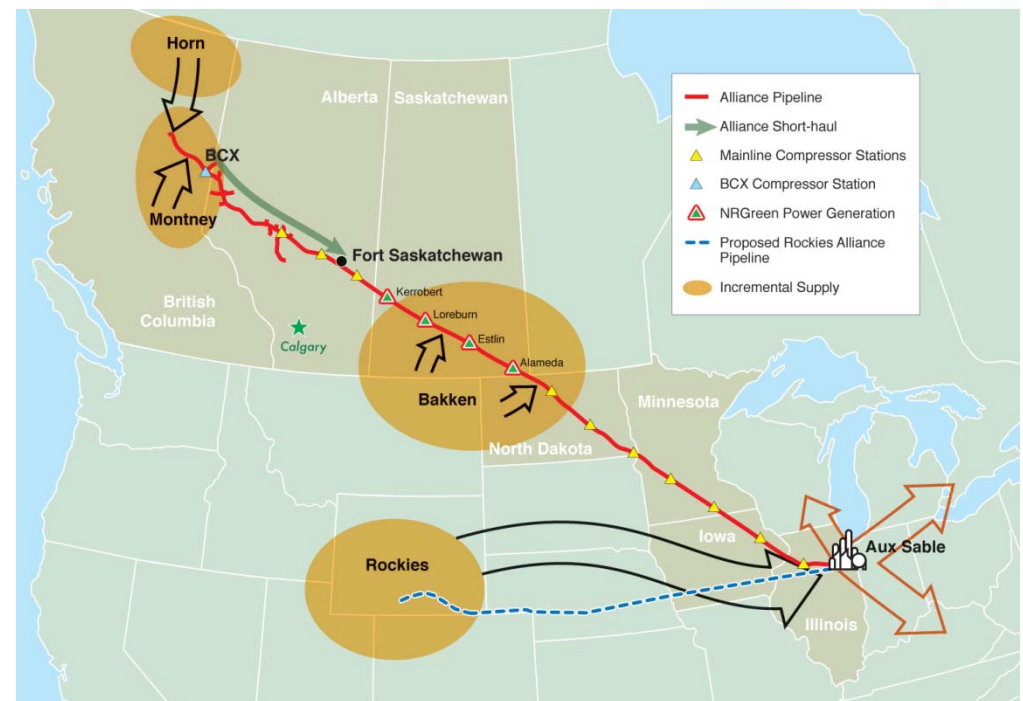 Horn
Alberta
Saskatchewan
Alliance Pipeline
Alliance Short-haul
Mainline Compressor Stations
BCX Compressor Station
NRGreen Power Generation
Proposed Rockies Alliance
Pipeline
Incremental Supply
BCX
Montney
Fort Saskatchewan
Kerrobert
British
Columbia
Loreburn
Calgary
Estlin
Alameda
Bakken
Minnesota
North Dakota
Iowa
Aux Sable
Rockies
Illinois